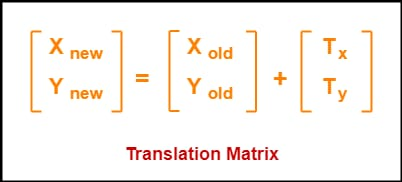 X new = X old + Tx
Y new Y old Ty
Translation Matrix